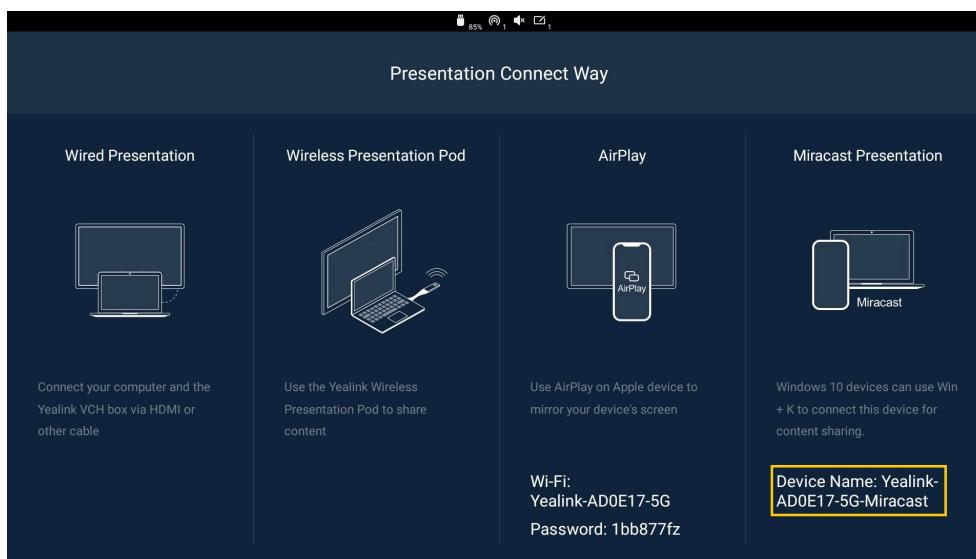 85% 1 1
Presentation Connect Way
Wired Presentation
Connect your computer and the
Yealink VCH box via HDMI or
other cable
Wireless Presentation Pod
Use the Yealink Wireless
Presentation Pod to share
content
AirPlay
AirPlay
Use AirPlay on Apple device to
mirror your device's screen
Wi-Fi:
Yealink-AD0E17-5G
Password: 1bb877fz
Miracast Presentation
Miracast
Windows 10 devices can use Win
+ K to connect this device for
content sharing.
Device Name: Yealink-
AD0E17-5G-Miracast